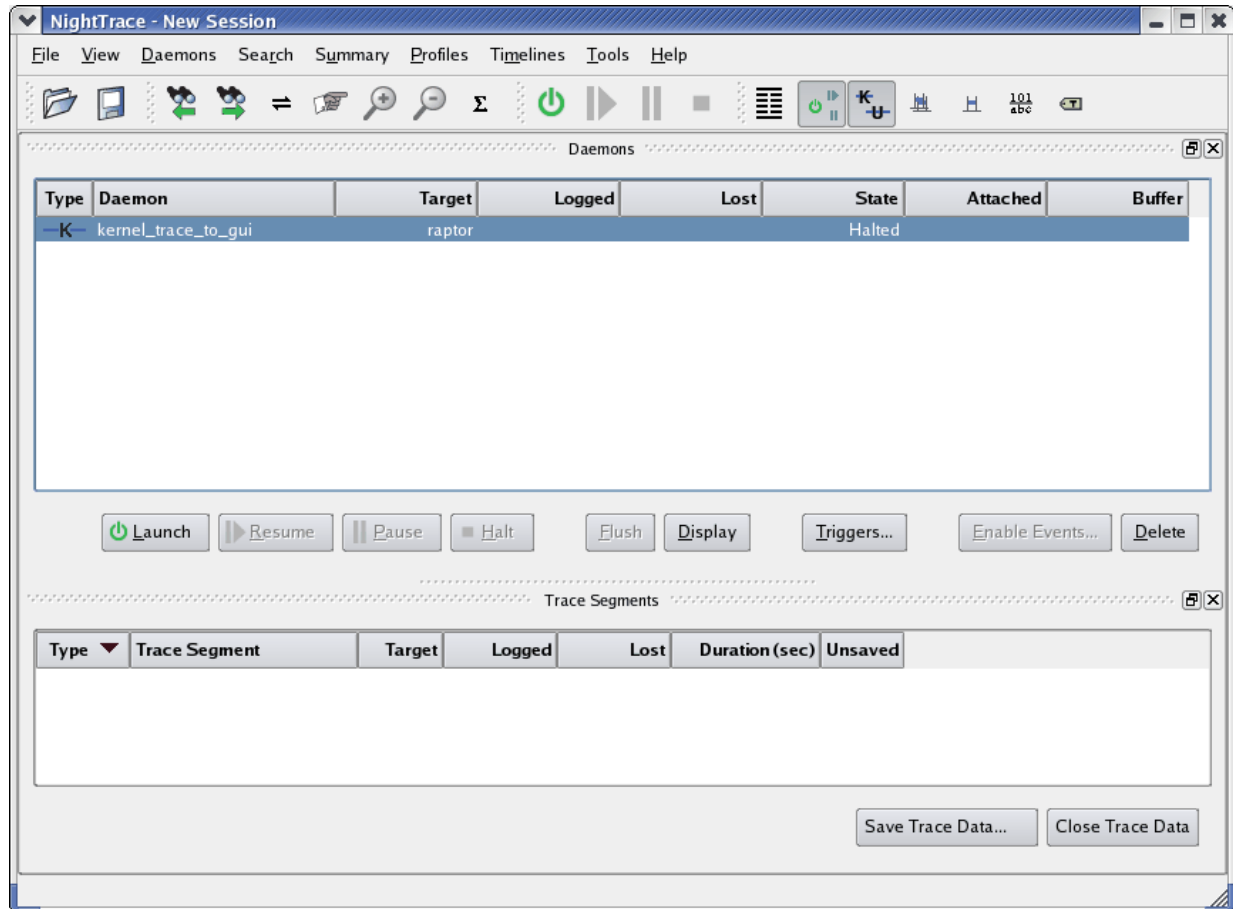 NightTrace - New Session
File View Daemons Search Summary Profiles Timelines Tools Help
Σ K U 101 abc T
Daemons
Type Daemon Target Logged Lost State Attached Buffer
K kernel_trace_to_gui raptor Halted
Launch Resume Pause Halt Flush Display Triggers... Enable Events... Delete
Trace Segments
Type Trace Segment Target Logged Lost Duration (sec) Unsaved
Save Trace Data... Close Trace Data